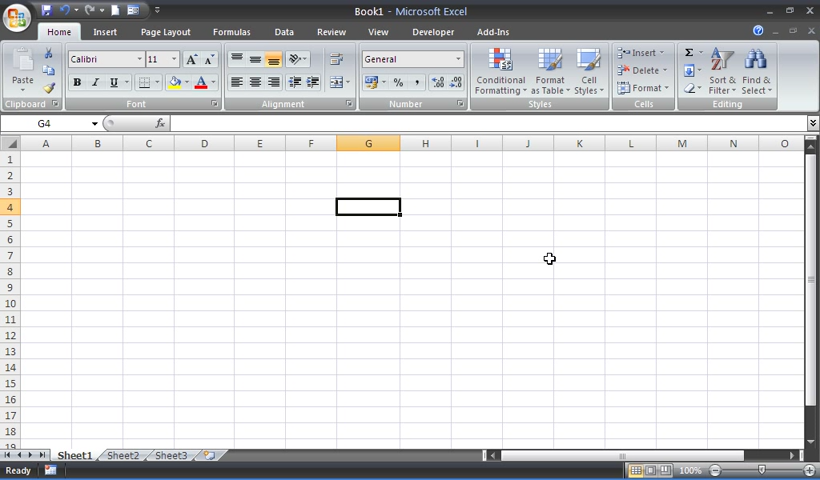 Book1 - Microsoft Excel
Home Insert Page Layout Formulas Data Review View Developer Add-Ins
Paste
Calibri 11
B I U
General
% ,
Conditional Formatting
Format as Table
Cell Styles
Insert
Delete
Format
Sort & Filter
Find & Select
Clipboard Font Alignment Number Styles Cells Editing
G4 fx
A B C D E F G H I J K L M N O
1
2
3
4
5
6
7
8
9
10
11
12
13
14
15
16
17
18
19
Sheet1 Sheet2 Sheet3
Ready 100%